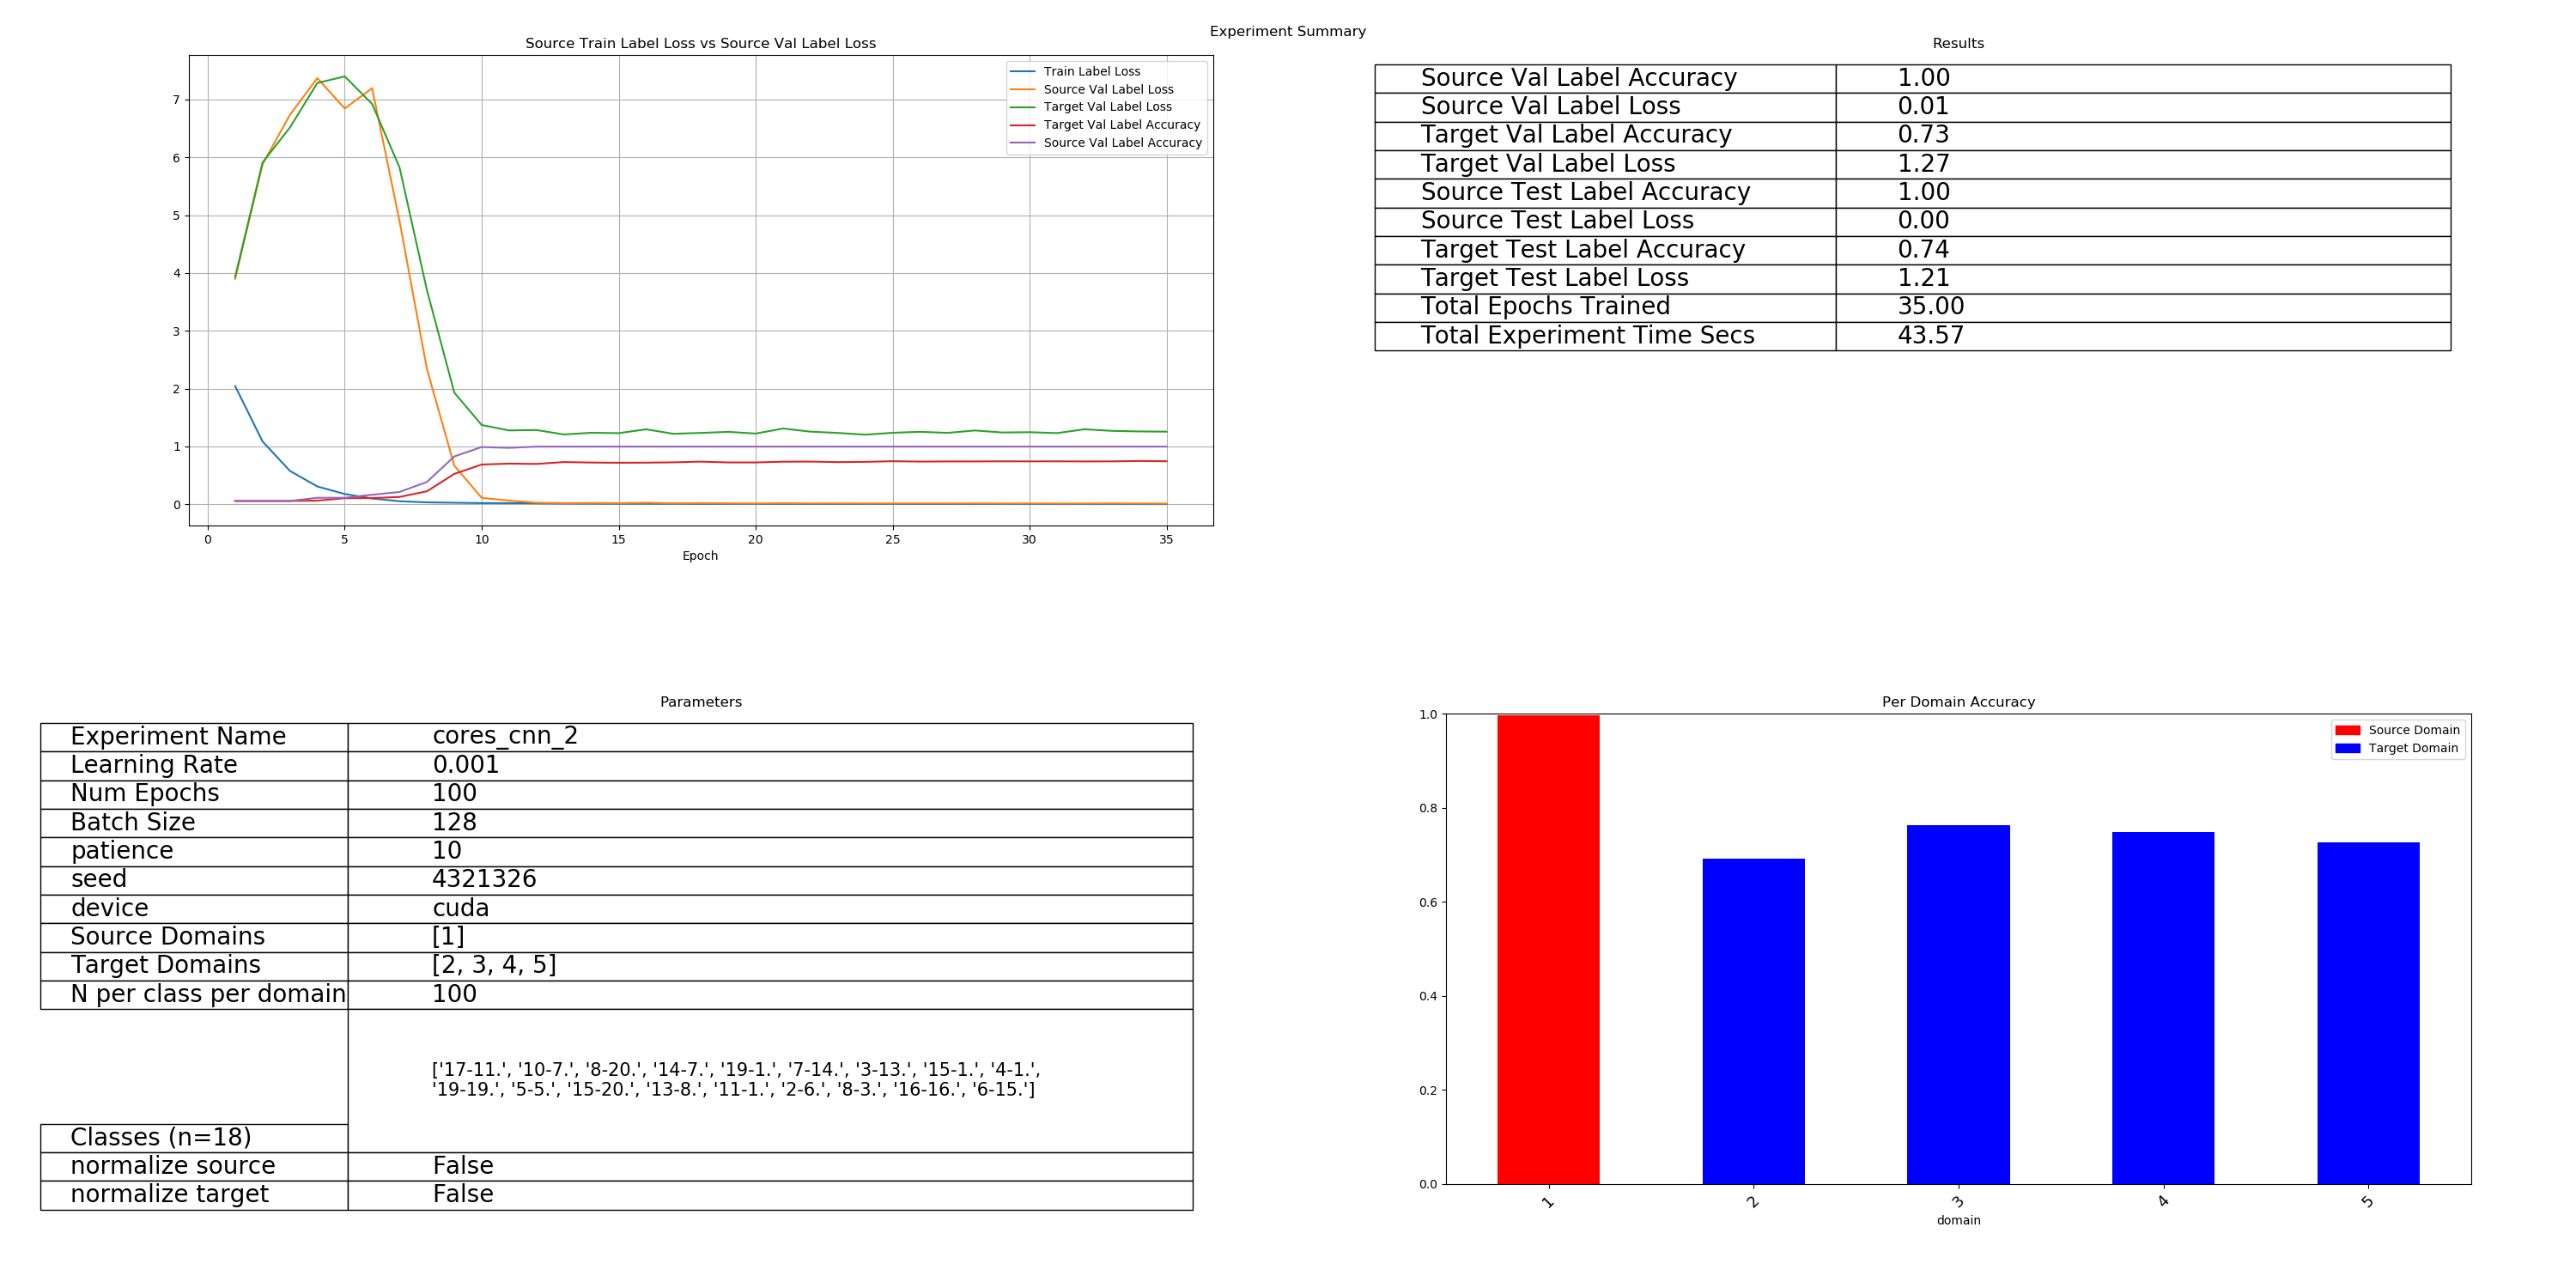 Experiment Summary
Source Train Label Loss vs Source Val Label Loss
Train Label Loss
Source Val Label Loss
Target Val Label Loss
Target Val Label Accuracy
Source Val Label Accuracy
7
6
5
4
3
2
1
0
0 5 10 15 20 25 30 35
Epoch
Results
Source Val Label Accuracy 1.00
Source Val Label Loss 0.01
Target Val Label Accuracy 0.73
Target Val Label Loss 1.27
Source Test Label Accuracy 1.00
Source Test Label Loss 0.00
Target Test Label Accuracy 0.74
Target Test Label Loss 1.21
Total Epochs Trained 35.00
Total Experiment Time Secs 43.57
Parameters
Experiment Name cores_cnn_2
Learning Rate 0.001
Num Epochs 100
Batch Size 128
patience 10
seed 4321326
device cuda
Source Domains [1]
Target Domains [2, 3, 4, 5]
N per class per domain 100
['17-11.', '10-7.', '8-20.', '14-7.', '19-1.', '7-14.', '3-13.', '15-1.', '4-1.',
'19-19.', '5-5.', '15-20.', '13-8.', '11-1.', '2-6.', '8-3.', '16-16.', '6-15.']
Classes (n=18)
normalize source False
normalize target False
Per Domain Accuracy
Source Domain
Target Domain
1.0
0.8
0.6
0.4
0.2
0.0
1 2 3 4 5
domain